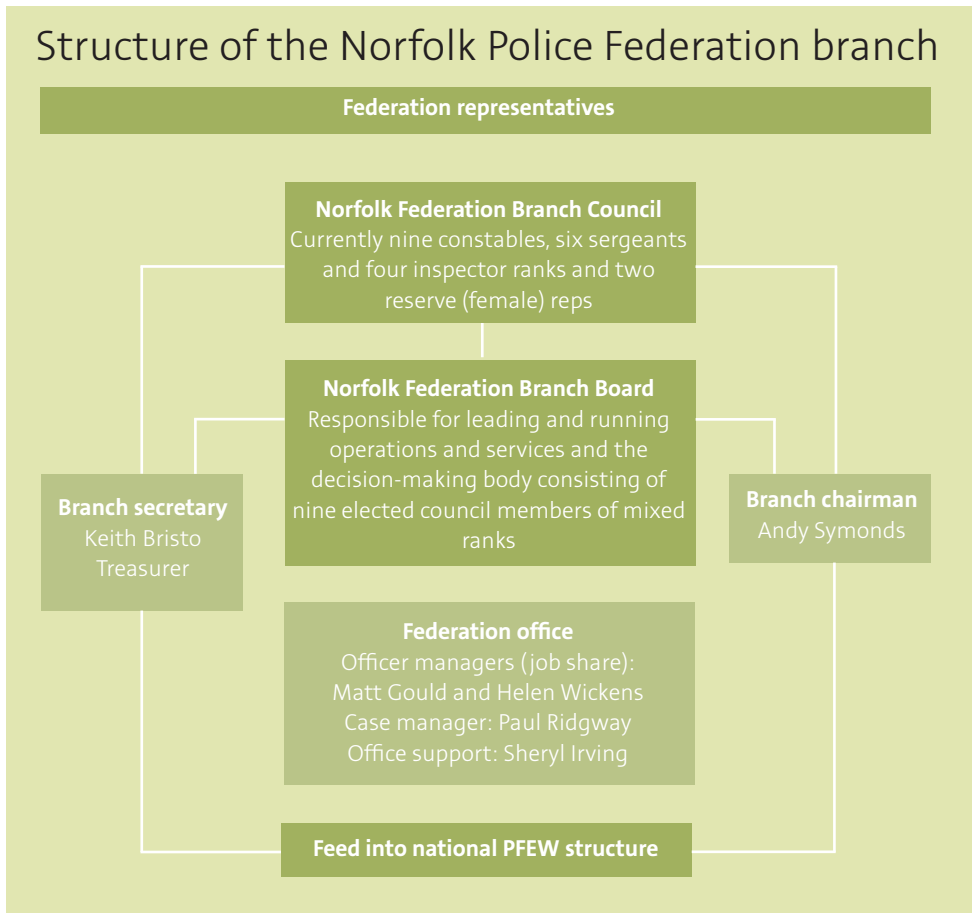 Structure of the Norfolk Police Federation branch
Federation representatives
Norfolk Federation Branch Council
Currently nine constables, six sergeants
and four inspector ranks and two
reserve (female) reps
Norfolk Federation Branch Board
Responsible for leading and running
operations and services and the
decision-making body consisting of
nine elected council members of mixed
ranks
Branch secretary
Keith Bristo
Treasurer
Branch chairman
Andy Symonds
Federation office
Officer managers (job share):
Matt Gould and Helen Wickens
Case manager: Paul Ridgway
Office support: Sheryl Irving
Feed into national PFEW structure